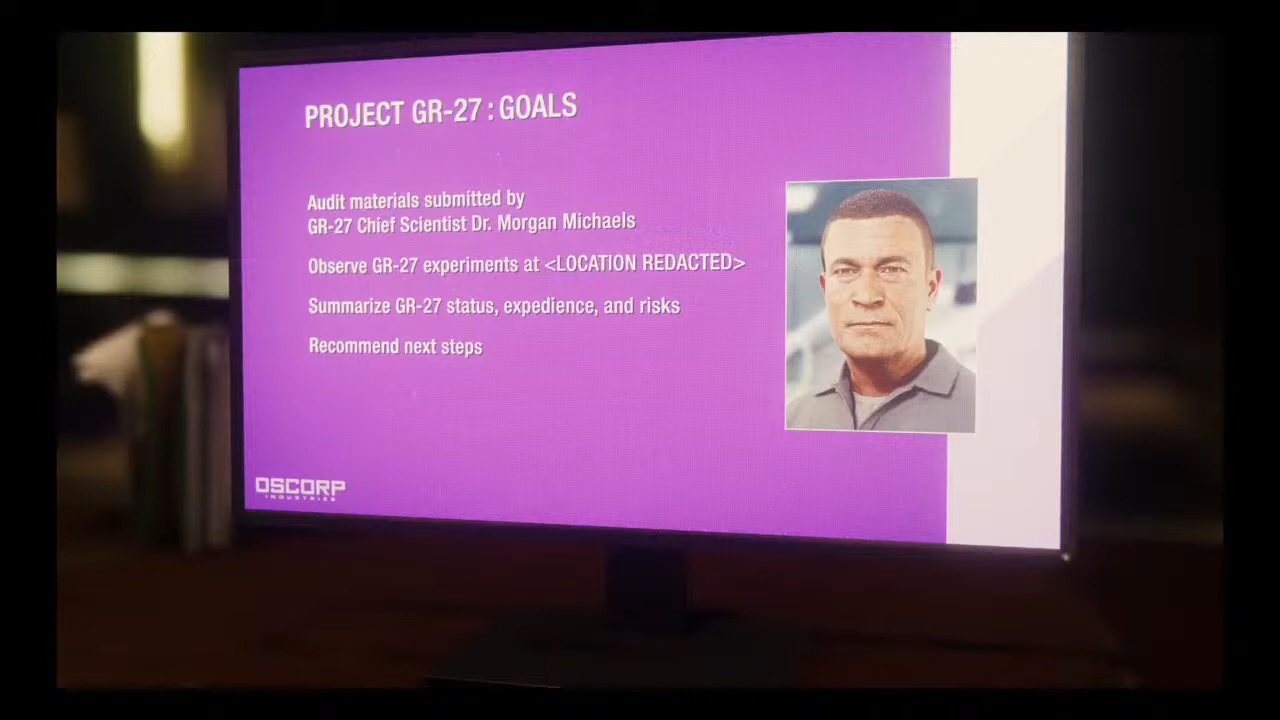 PROJECT GR-27 : GOALS
Audit materials submitted by
GR-27 Chief Scientist Dr. Morgan Michaels
Observe GR-27 experiments at <LOCATION REDACTED>
Summarize GR-27 status, expedience, and risks
Recommend next steps
OSCORP
INDUSTRIES